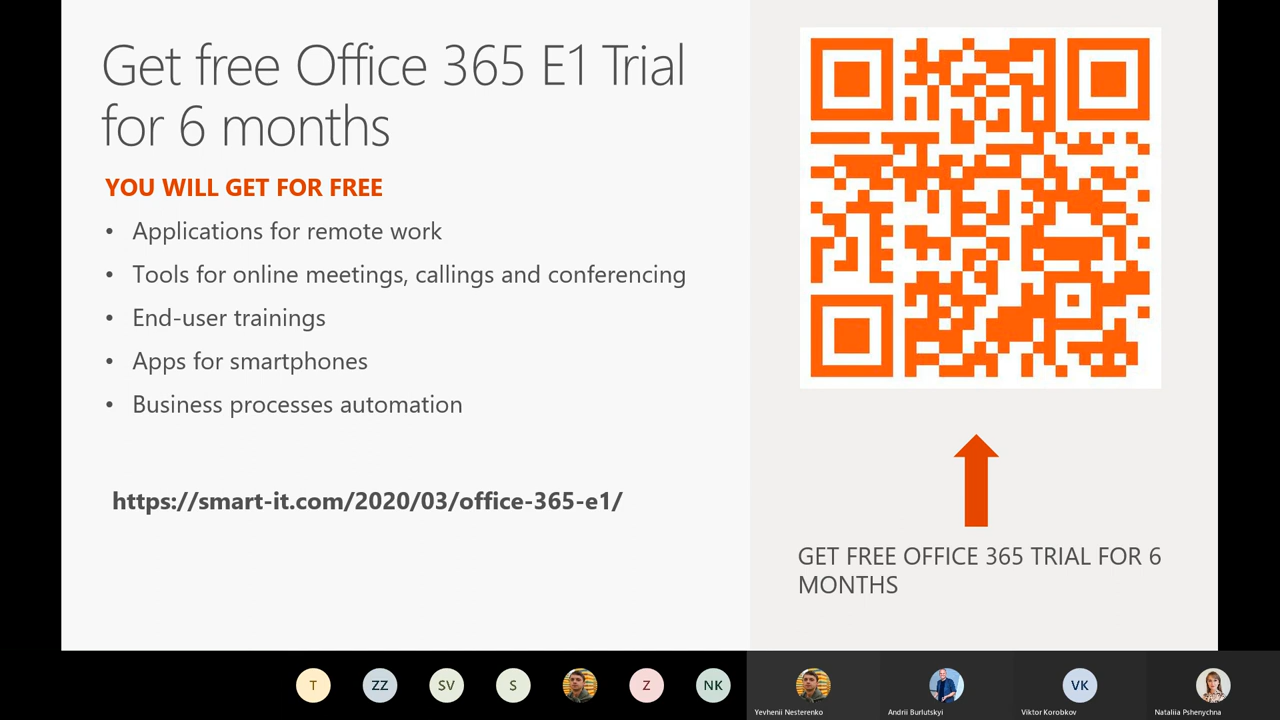 Get free Office 365 E1 Trial
for 6 months
YOU WILL GET FOR FREE
• Applications for remote work
• Tools for online meetings, callings and conferencing
• End-user trainings
• Apps for smartphones
• Business processes automation
https://smart-it.com/2020/03/office-365-e1/
GET FREE OFFICE 365 TRIAL FOR 6
MONTHS
T ZZ SV S Z NK VK
Yevhenii Nesterenko Andrii Burlutskyi Viktor Korobkov Nataliia Pshenychna